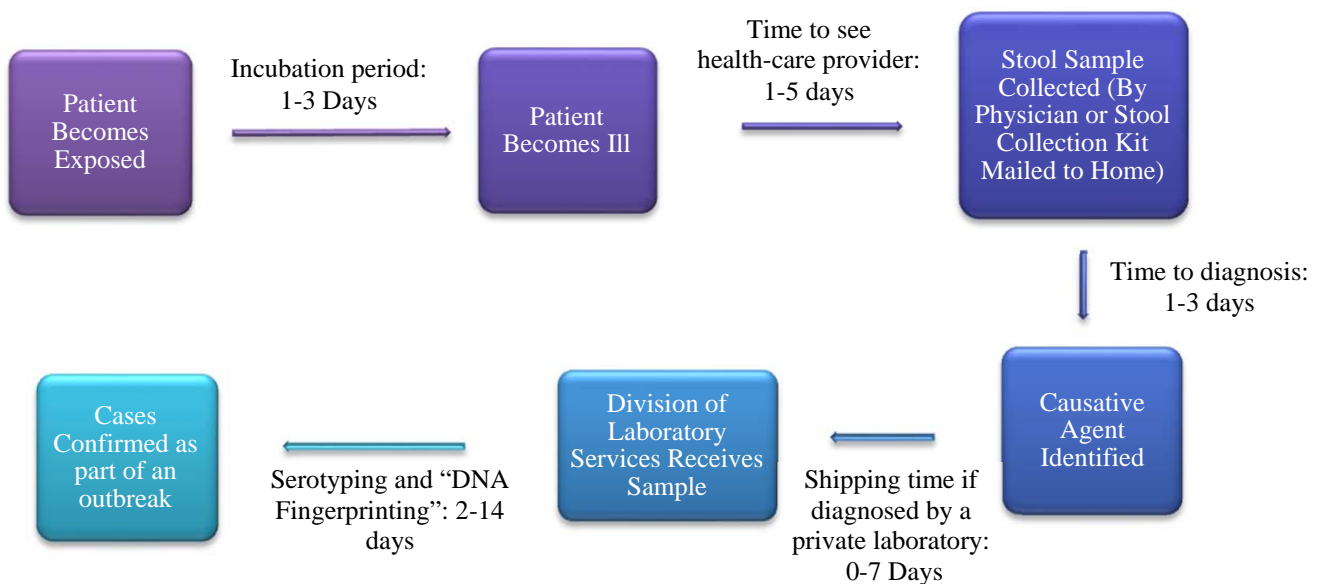 Patient
Becomes
Exposed
Incubation period:
1-3 Days
Patient
Becomes Ill
Time to see
health-care provider:
1-5 days
Stool Sample
Collected (By
Physician or Stool
Collection Kit
Mailed to Home)
Time to diagnosis:
1-3 days
Causative
Agent
Identified
Shipping time if
diagnosed by a
private laboratory:
0-7 Days
Division of
Laboratory
Services Receives
Sample
Serotyping and “DNA
Fingerprinting”: 2-14
days
Cases
Confirmed as
part of an
outbreak